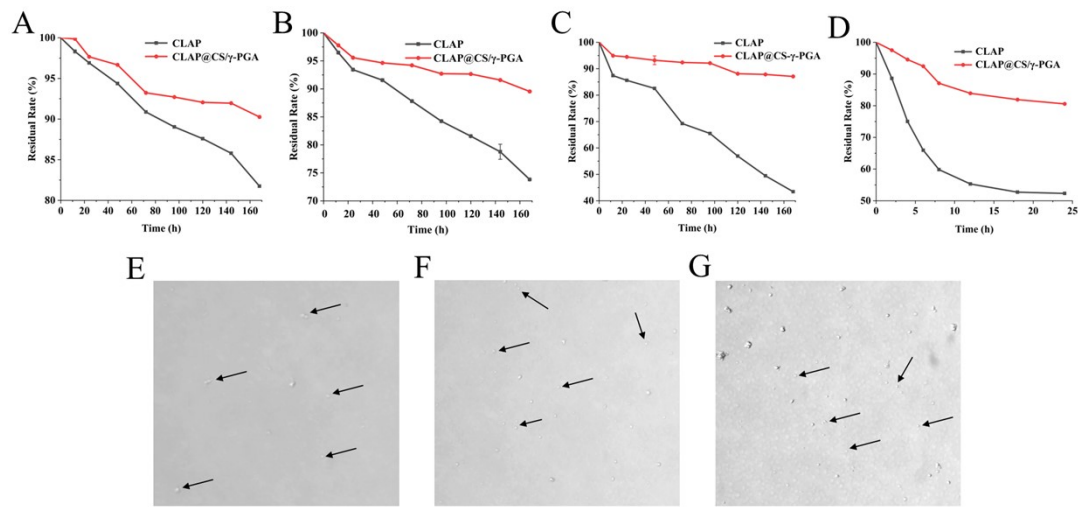 A
Residual Rate (%)
100
95
90
85
80
0 20 40 60 80 100 120 140 160
Time (h)
CLAP
CLAP@CS/γ-PGA
B
Residual Rate (%)
100
95
90
85
80
75
70
0 20 40 60 80 100 120 140 160
Time (h)
CLAP
CLAP@CS/γ-PGA
C
Residual Rate (%)
100
90
80
70
60
50
40
0 20 40 60 80 100 120 140 160
Time (h)
CLAP
CLAP@CS-γ-PGA
D
Residual Rate (%)
100
90
80
70
60
50
0 5 10 15 20 25
Time (h)
CLAP
CLAP@CS/γ-PGA
E
F
G